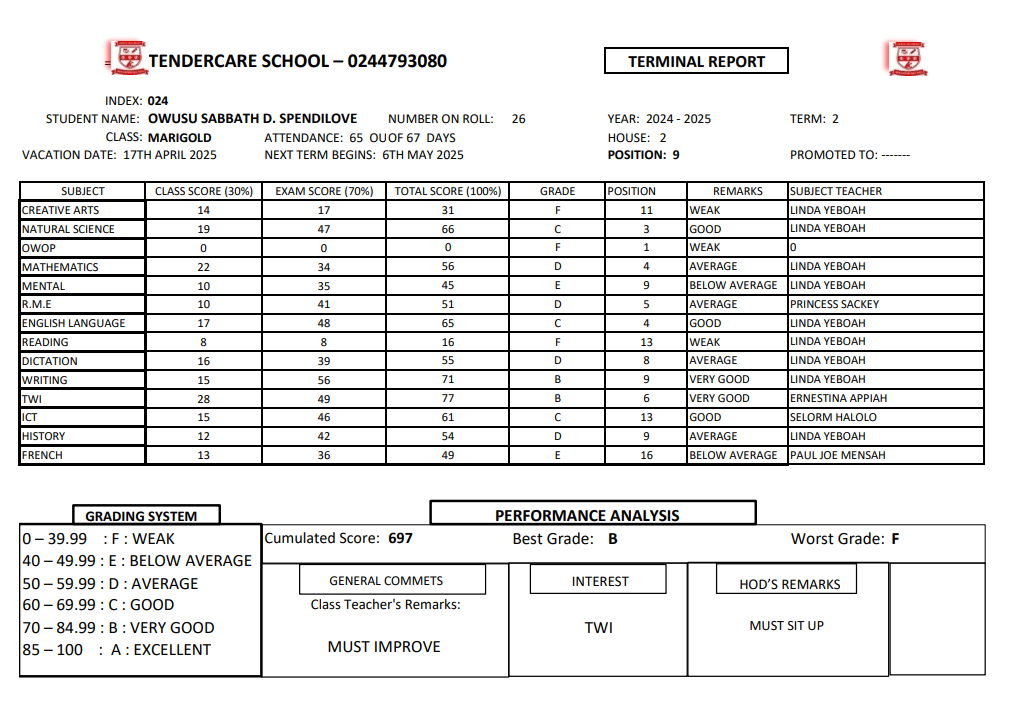 TENDERCARE SCHOOL – 0244793080
TERMINAL REPORT
INDEX: 024
STUDENT NAME: OWUSU SABBATH D. SPENDILOVE NUMBER ON ROLL: 26 YEAR: 2024 - 2025 TERM: 2
CLASS: MARIGOLD ATTENDANCE: 65 OU OF 67 DAYS HOUSE: 2
VACATION DATE: 17TH APRIL 2025 NEXT TERM BEGINS: 6TH MAY 2025 POSITION: 9 PROMOTED TO: -------
SUBJECT CLASS SCORE (30%) EXAM SCORE (70%) TOTAL SCORE (100%) GRADE POSITION REMARKS SUBJECT TEACHER
CREATIVE ARTS 14 17 31 F 11 WEAK LINDA YEBOAH
NATURAL SCIENCE 19 47 66 C 3 GOOD LINDA YEBOAH
OWOP 0 0 0 F 1 WEAK 0
MATHEMATICS 22 34 56 D 4 AVERAGE LINDA YEBOAH
MENTAL 10 35 45 E 9 BELOW AVERAGE LINDA YEBOAH
R.M.E 10 41 51 D 5 AVERAGE PRINCESS SACKEY
ENGLISH LANGUAGE 17 48 65 C 4 GOOD LINDA YEBOAH
READING 8 8 16 F 13 WEAK LINDA YEBOAH
DICTATION 16 39 55 D 8 AVERAGE LINDA YEBOAH
WRITING 15 56 71 B 9 VERY GOOD LINDA YEBOAH
TWI 28 49 77 B 6 VERY GOOD ERNESTINA APPIAH
ICT 15 46 61 C 13 GOOD SELORM HALOLO
HISTORY 12 42 54 D 9 AVERAGE LINDA YEBOAH
FRENCH 13 36 49 E 16 BELOW AVERAGE PAUL JOE MENSAH
GRADING SYSTEM
0 – 39.99 : F : WEAK
40 – 49.99 : E : BELOW AVERAGE
50 – 59.99 : D : AVERAGE
60 – 69.99 : C : GOOD
70 – 84.99 : B : VERY GOOD
85 – 100 : A : EXCELLENT
PERFORMANCE ANALYSIS
Cumulated Score: 697 Best Grade: B Worst Grade: F
GENERAL COMMETS
Class Teacher's Remarks:
MUST IMPROVE
INTEREST
TWI
HOD'S REMARKS
MUST SIT UP